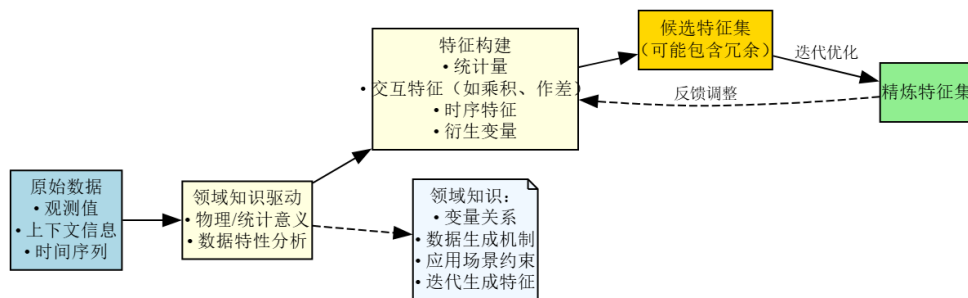 原始数据
• 观测值
• 上下文信息
• 时间序列
领域知识驱动
• 物理/统计意义
• 数据特性分析
特征构建
• 统计量
• 交互特征（如乘积、作差）
• 时序特征
• 衍生变量
领域知识：
• 变量关系
• 数据生成机制
• 应用场景约束
• 迭代生成特征
候选特征集
（可能包含冗余）
迭代优化
反馈调整
精炼特征集